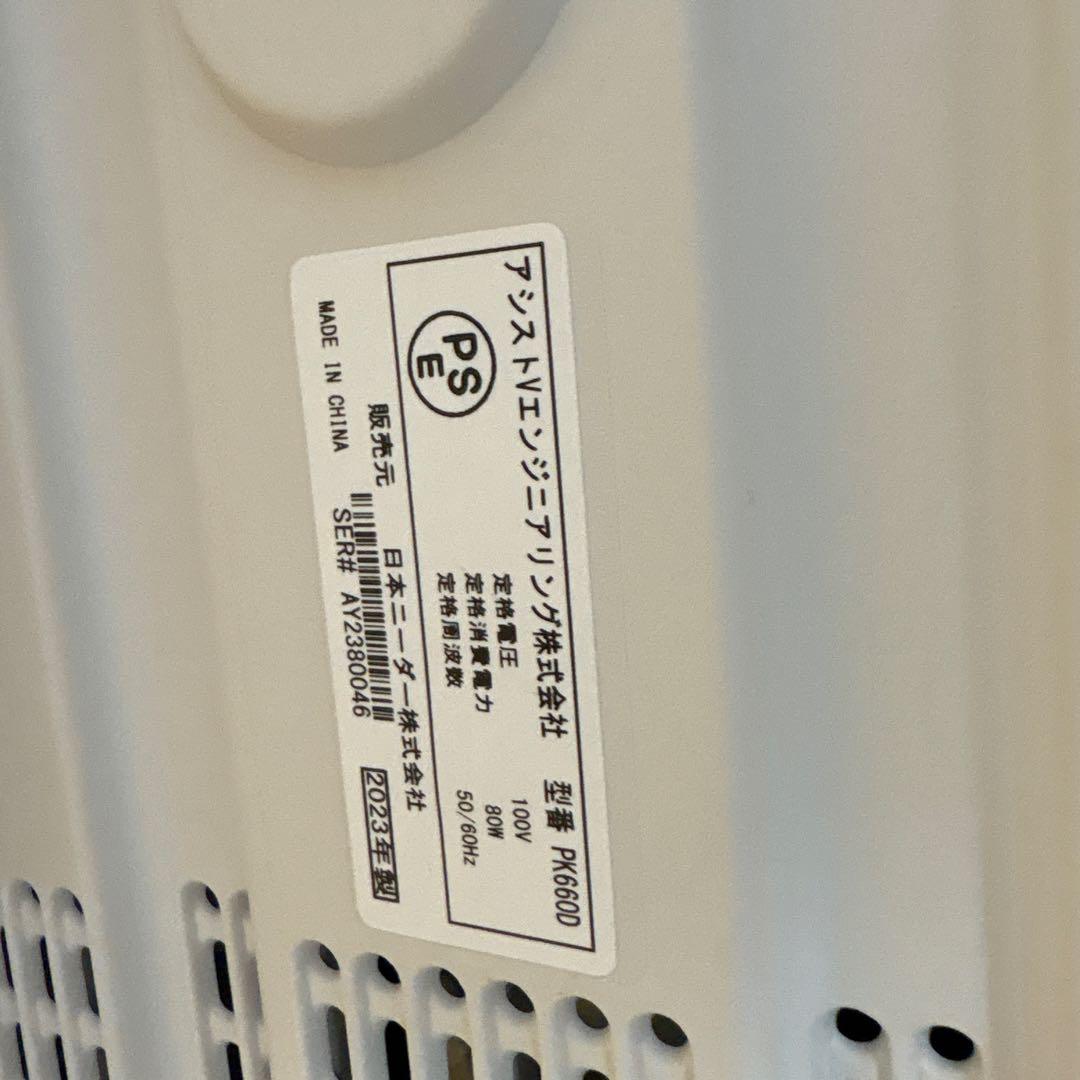 アシストVエンジニアリング株式会社 型番 PK660D
PS
E
定格電圧 100V
定格消費電力 80W
定格周波数 50/60Hz
販売元 日本ニーダー株式会社
MADE IN CHINA
SER# AY2380046
2023年製